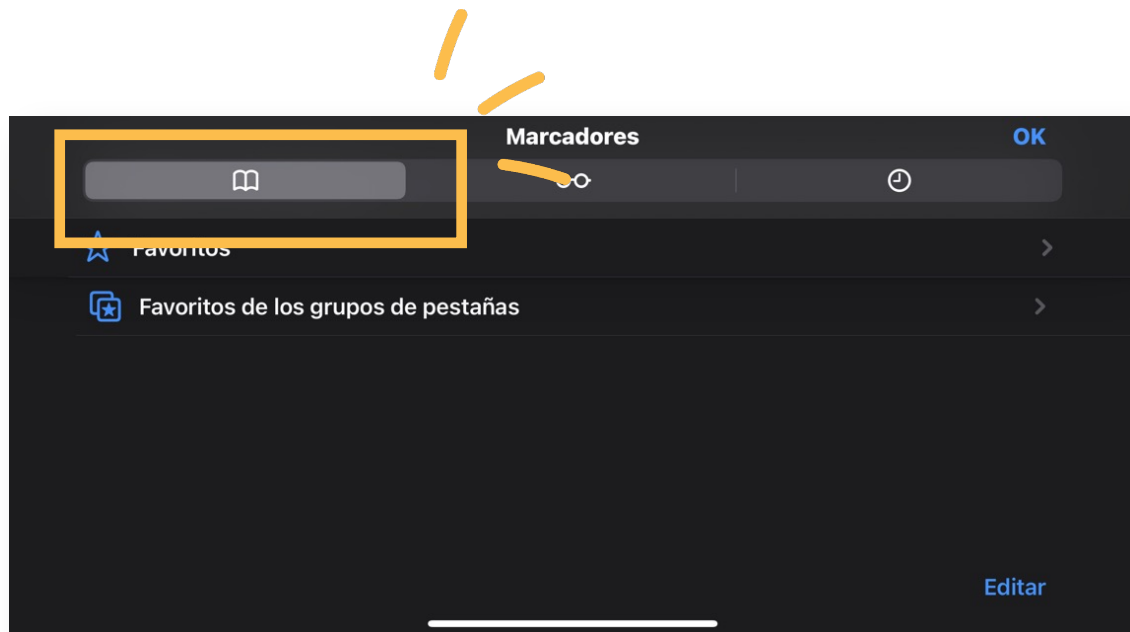 Marcadores
OK
Favoritos
Favoritos de los grupos de pestañas
Editar